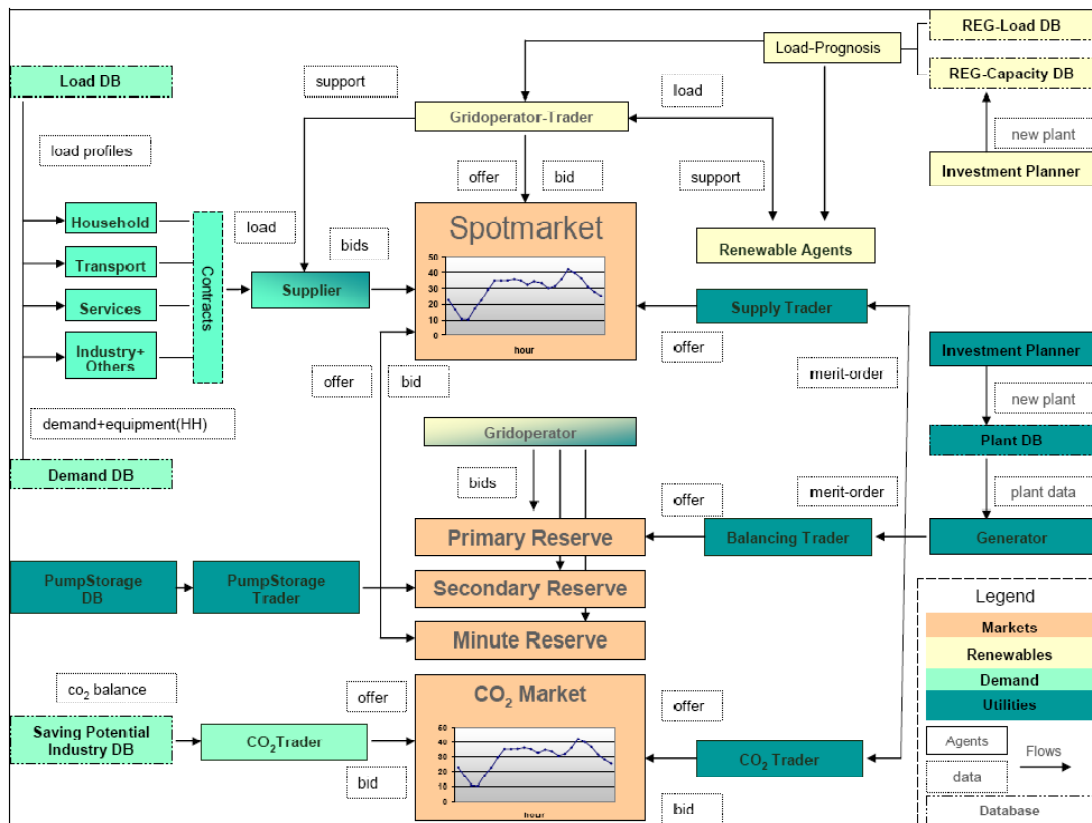 REG-Load DB
Load-Prognosis
REG-Capacity DB
Load DB
support
load
Gridoperator-Trader
new plant
load profiles
offer
bid
support
Investment Planner
Household
load
bids
Spotmarket
Renewable Agents
Transport
Contracts
Supplier
50
40
30
20
10
0
hour
Supply Trader
Services
Industry+
Others
offer
bid
offer
merit-order
Investment Planner
new plant
demand+equipment(HH)
Gridoperator
Plant DB
Demand DB
bids
offer
merit-order
plant data
Primary Reserve
Balancing Trader
Generator
PumpStorage
DB
PumpStorage
Trader
Secondary Reserve
Minute Reserve
Legend
Markets
Renewables
Demand
Utilities
Agents
Flows
data
Database
co2 balance
offer
CO2 Market
offer
Saving Potential
Industry DB
CO2Trader
50
40
30
20
10
0
hour
CO2 Trader
bid
bid